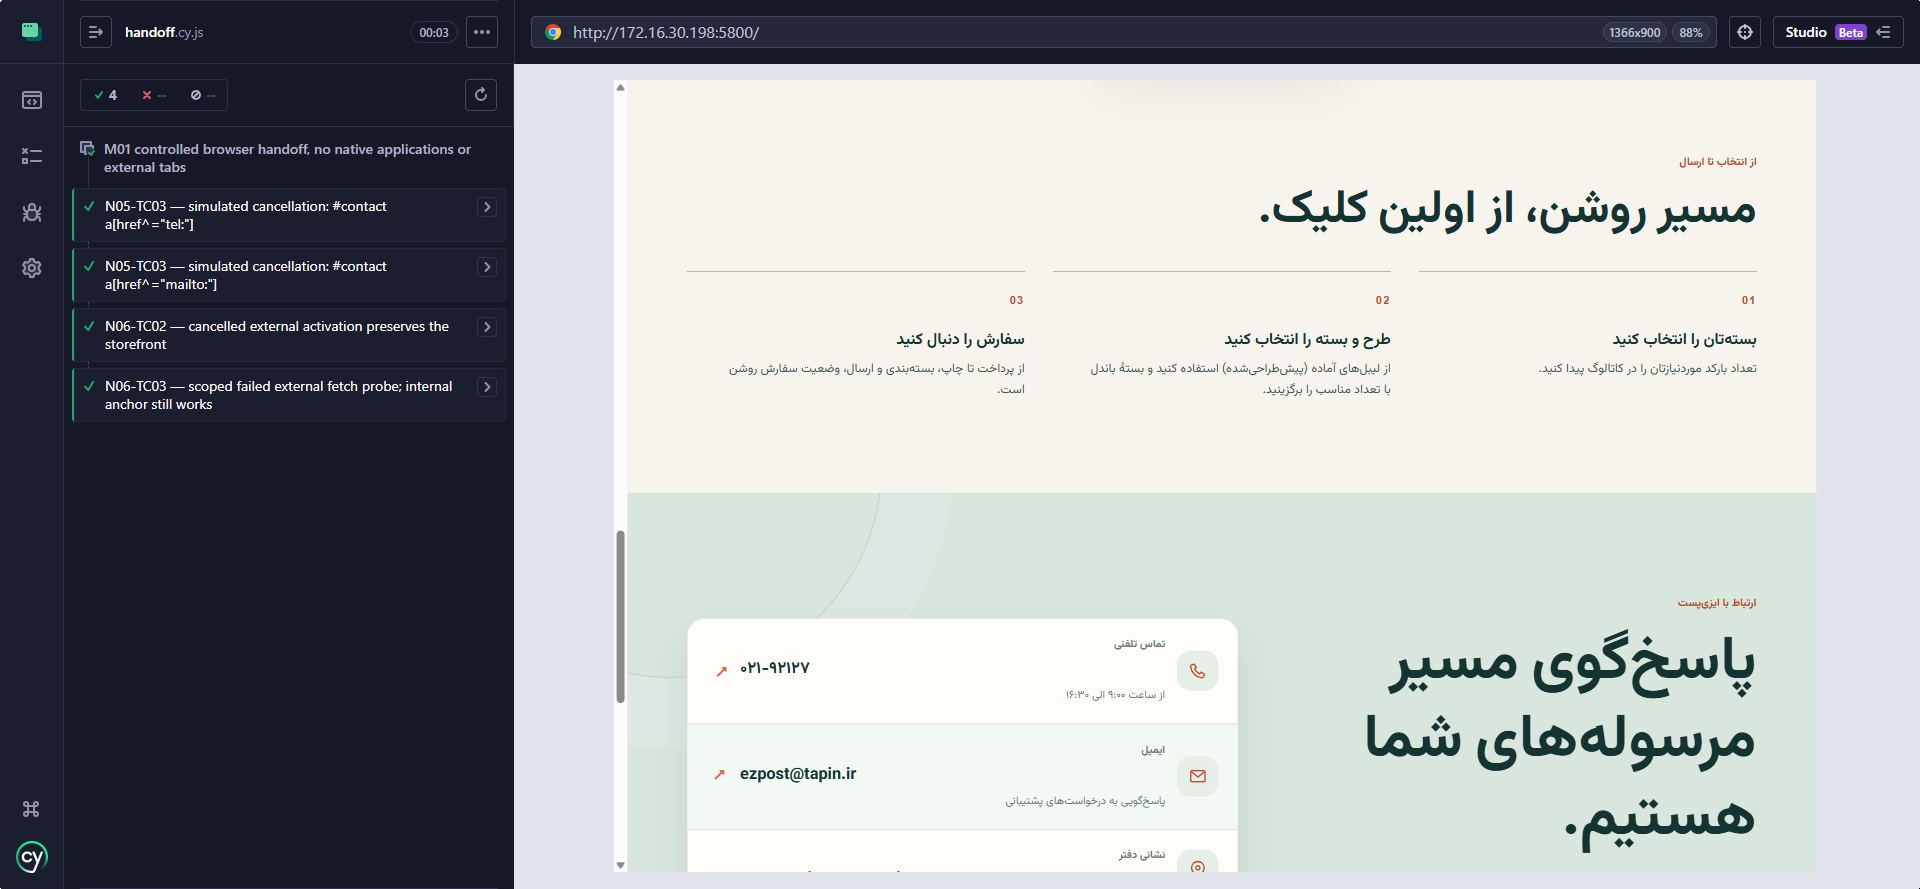 handoff.cy.js
00:03
http://172.16.30.198:5800/
1366x900
88%
Studio Beta
4
--
--
M01 controlled browser handoff, no native applications or
external tabs
N05-TC03 — simulated cancellation: #contact
a[href^="tel:"]
N05-TC03 — simulated cancellation: #contact
a[href^="mailto:"]
N06-TC02 — cancelled external activation preserves the
storefront
N06-TC03 — scoped failed external fetch probe; internal
anchor still works
cy
از انتخاب تا ارسال
مسیر روشن، از اولین کلیک.
01
بسته‌تان را انتخاب کنید
تعداد بارکد موردنیازتان را در کاتالوگ پیدا کنید.
02
طرح و بسته را انتخاب کنید
از لیبل‌های آماده (پیش‌طراحی‌شده) استفاده کنید و بستهٔ باندل
با تعداد مناسب را برگزینید.
03
سفارش را دنبال کنید
از پرداخت تا چاپ، بسته‌بندی و ارسال، وضعیت سفارش روشن
است.
ارتباط با ایزی‌پست
پاسخ‌گوی مسیر
مرسوله‌های شما
هستیم.
تماس تلفنی
۰۲۱-۹۲۱۲۷
از ساعت ۹:۰۰ الی ۱۶:۳۰
ایمیل
ezpost@tapin.ir
پاسخ‌گویی به درخواست‌های پشتیبانی
نشانی دفتر